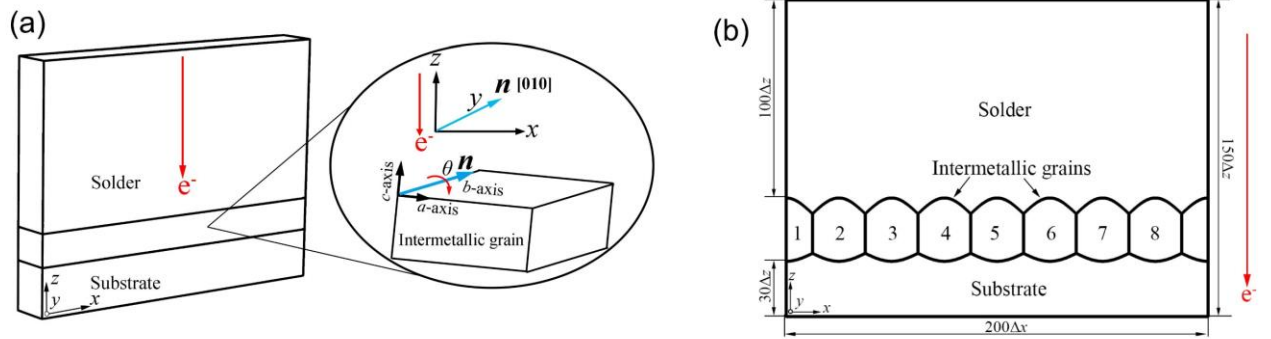 (a)
Solder
e-
Substrate
z
y
x
z
n [010]
y
x
e-
c-axis
θ
n
b-axis
a-axis
Intermetallic grain
(b)
100Δz
Solder
Intermetallic grains
1 2 3 4 5 6 7 8
30Δz
z
y
x
Substrate
200Δx
150Δz
e-